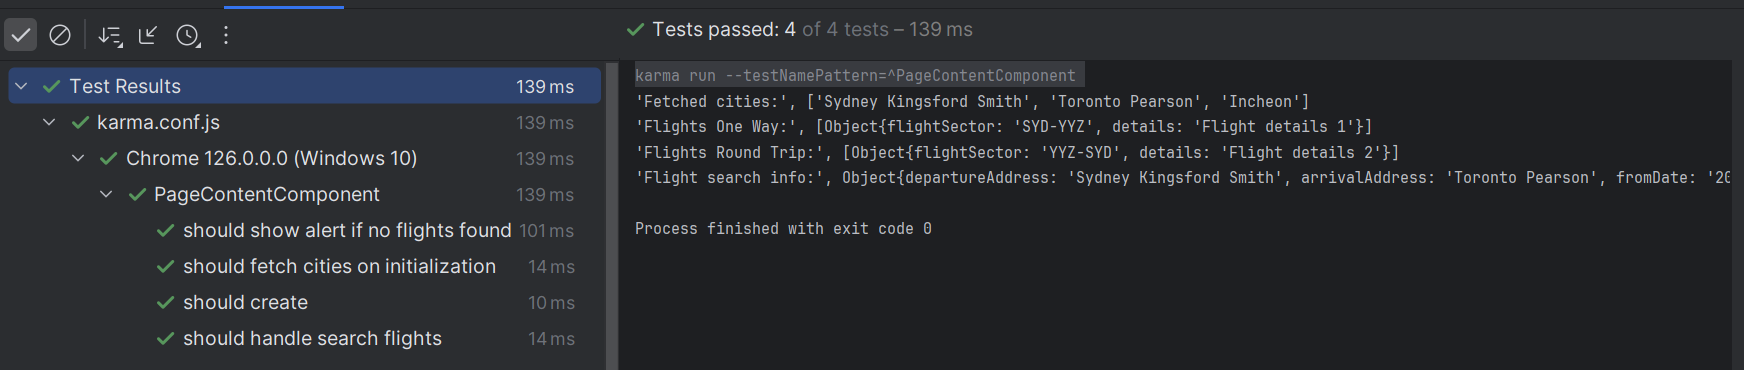 Tests passed: 4 of 4 tests – 139 ms
Test Results 139 ms
karma.conf.js 139 ms
Chrome 126.0.0.0 (Windows 10) 139 ms
PageContentComponent 139 ms
should show alert if no flights found 101 ms
should fetch cities on initialization 14 ms
should create 10 ms
should handle search flights 14 ms
karma run --testNamePattern=^PageContentComponent
'Fetched cities:', ['Sydney Kingsford Smith', 'Toronto Pearson', 'Incheon']
'Flights One Way:', [Object{flightSector: 'SYD-YYZ', details: 'Flight details 1'}]
'Flights Round Trip:', [Object{flightSector: 'YYZ-SYD', details: 'Flight details 2'}]
'Flight search info:', Object{departureAddress: 'Sydney Kingsford Smith', arrivalAddress: 'Toronto Pearson', fromDate: '20
Process finished with exit code 0